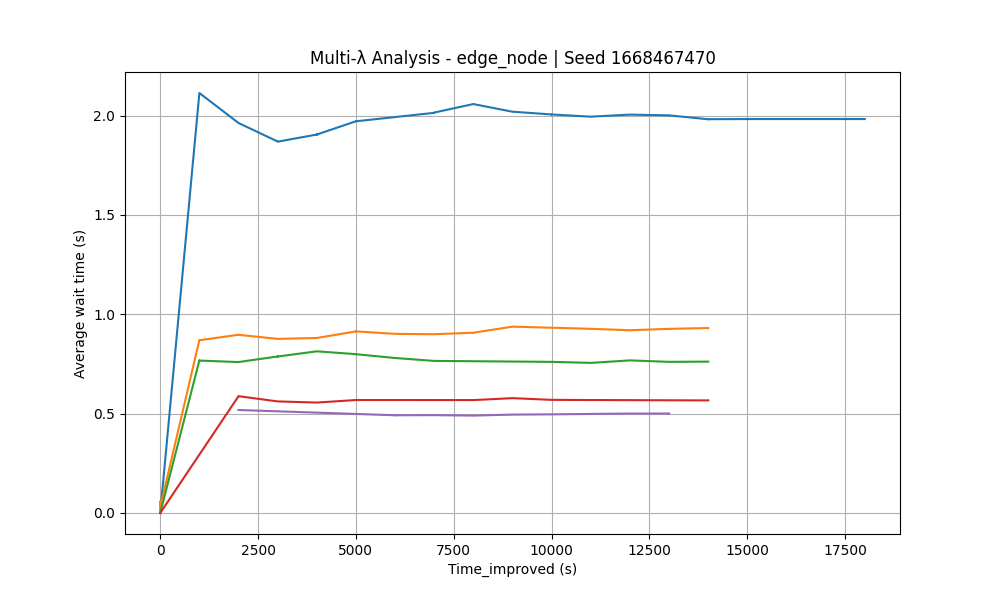 Multi-λ Analysis - edge_node | Seed 1668467470
Average wait time (s)
2.0
1.5
1.0
0.5
0.0
0 2500 5000 7500 10000 12500 15000 17500
Time_improved (s)